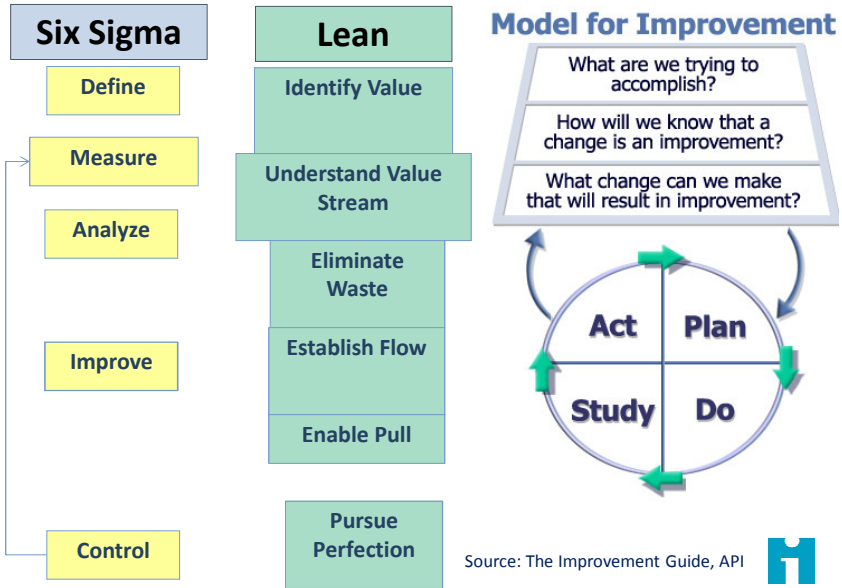 Six Sigma
Define
Measure
Analyze
Improve
Control
Lean
Identify Value
Understand Value
Stream
Eliminate
Waste
Establish Flow
Enable Pull
Pursue
Perfection
Model for Improvement
What are we trying to
accomplish?
How will we know that a
change is an improvement?
What change can we make
that will result in improvement?
Act
Plan
Study
Do
Source: The Improvement Guide, API
i